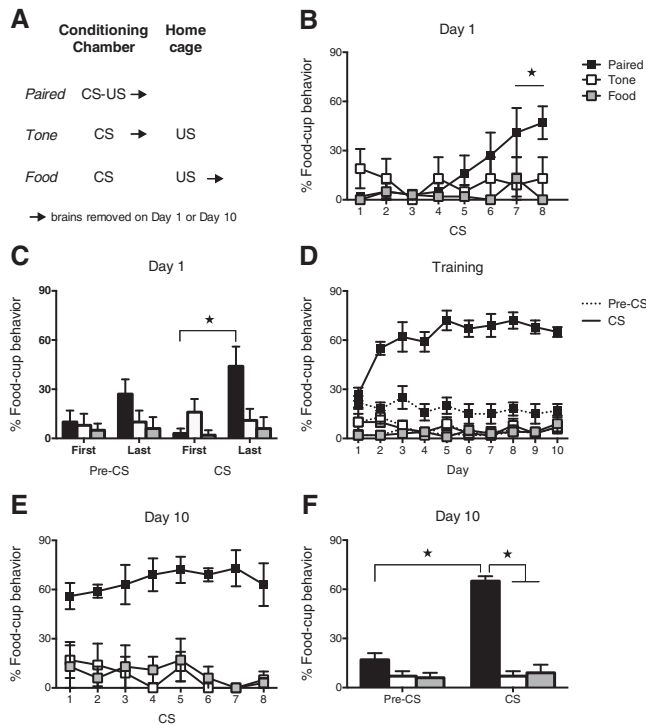 A
Conditioning Chamber
Home cage
Paired CS-US →
Tone CS → US
Food CS US →
→ brains removed on Day 1 or Day 10
B
Day 1
% Food-cup behavior
90
60
30
0
1 2 3 4 5 6 7 8
CS
★
Paired
Tone
Food
C
Day 1
% Food-cup behavior
90
60
30
0
★
First Last First Last
Pre-CS CS
D
Training
% Food-cup behavior
90
60
30
0
1 2 3 4 5 6 7 8 9 10
Day
Pre-CS
CS
E
Day 10
% Food-cup behavior
90
60
30
0
1 2 3 4 5 6 7 8
CS
F
Day 10
% Food-cup behavior
90
60
30
0
★ ★
Pre-CS CS